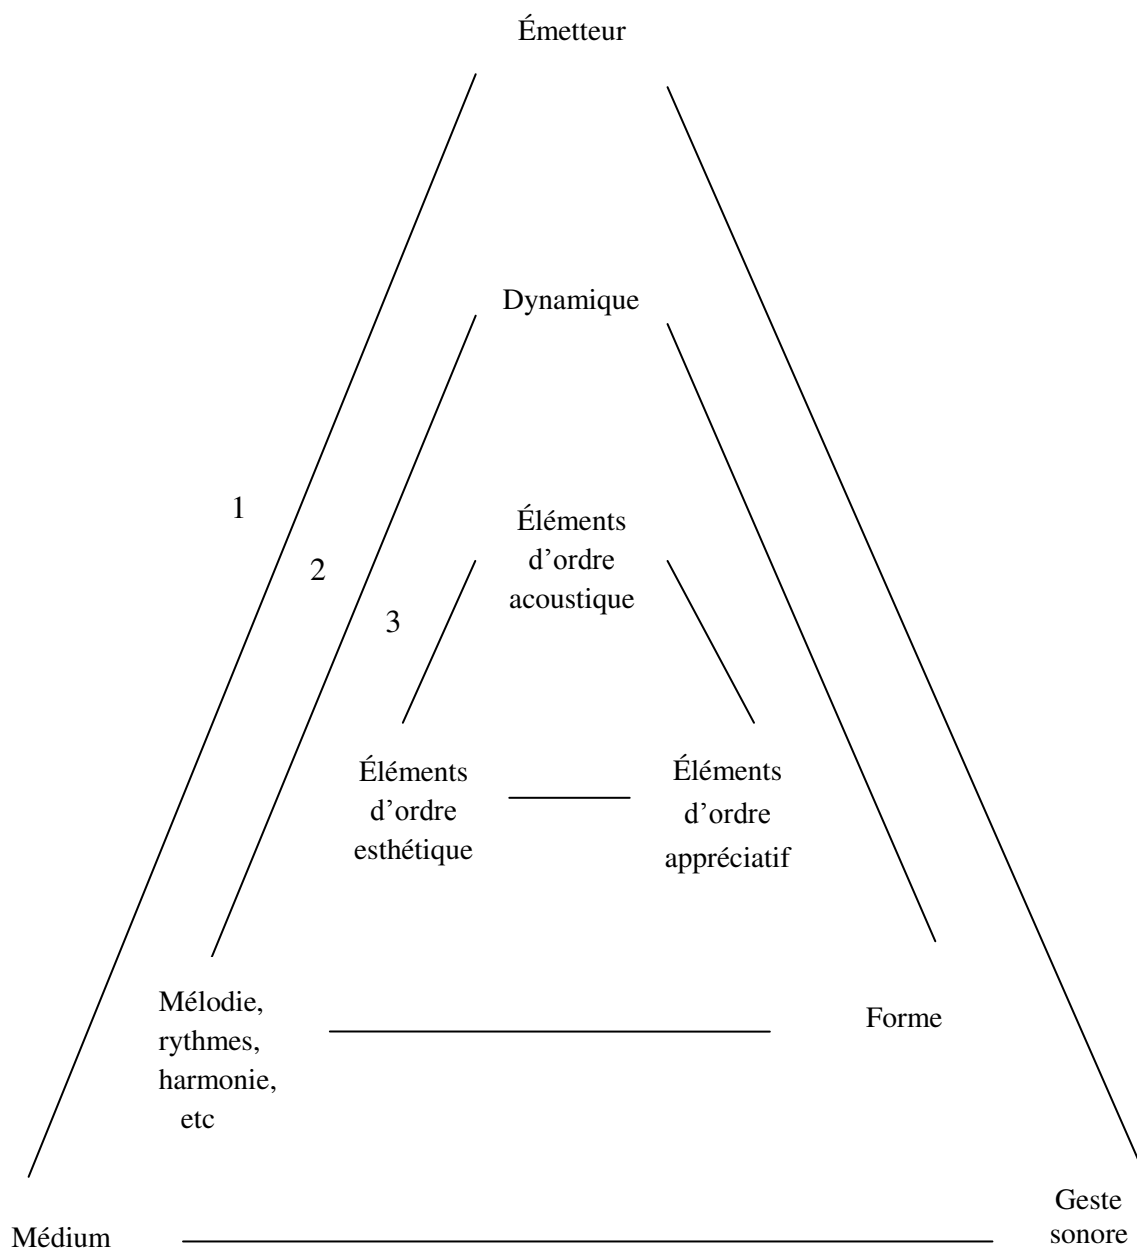 Émetteur
Dynamique
1
Éléments
d’ordre
acoustique
2
3
Éléments
d’ordre
esthétique
Éléments
d’ordre
appréciatif
Mélodie,
rythmes,
harmonie,
etc
Forme
Médium
Geste
sonore